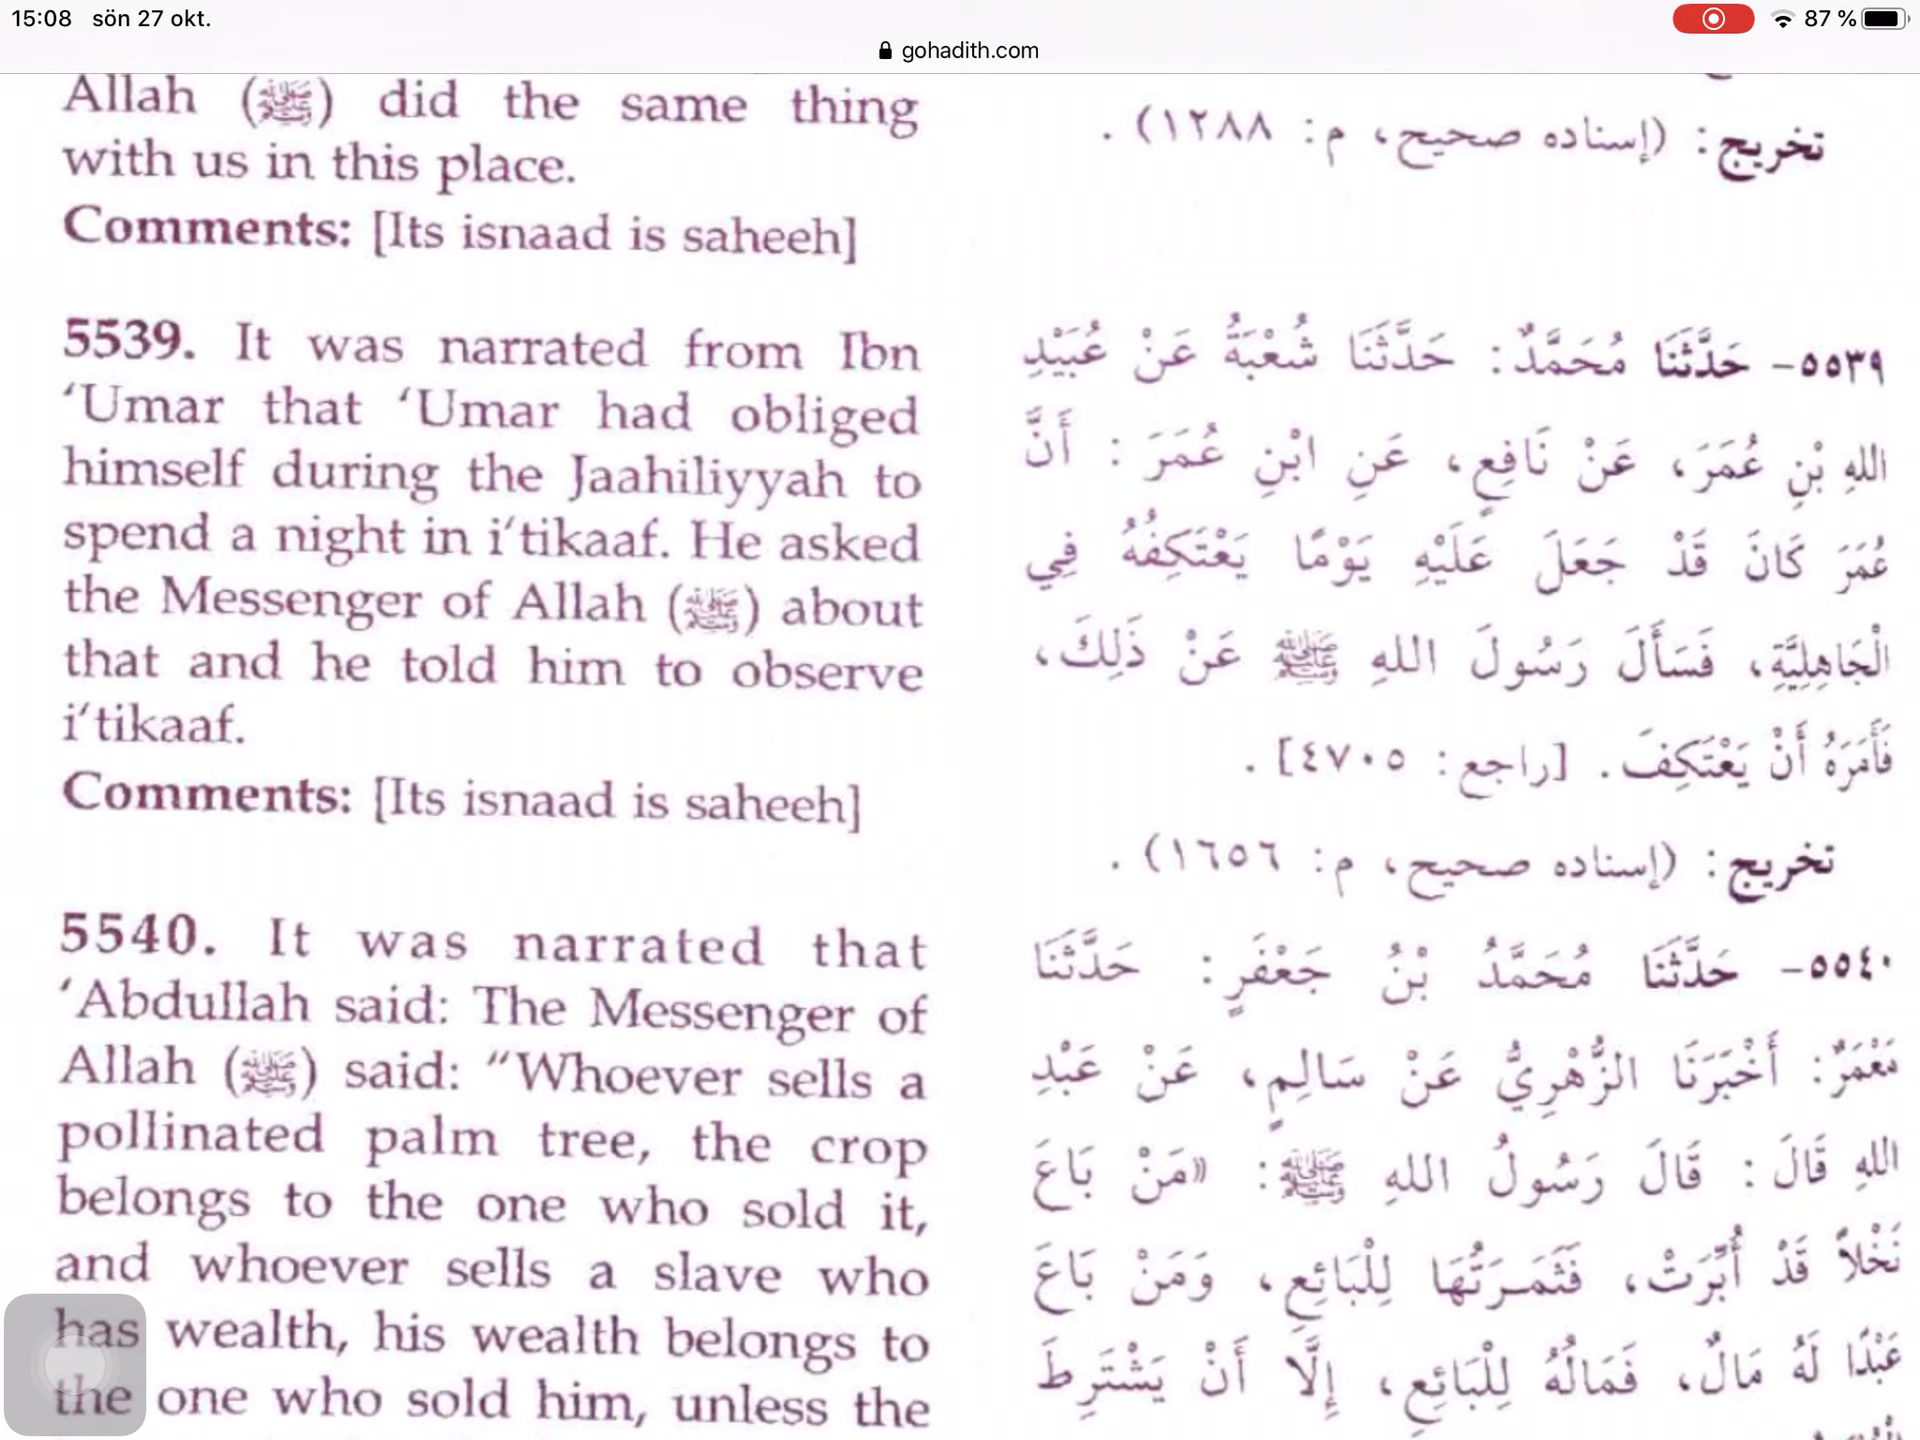 15:08 sön 27 okt.
87 %
gohadith.com
Allah (ﷺ) did the same thing
with us in this place.
Comments: [Its isnaad is saheeh]
5539. It was narrated from Ibn
‘Umar that ‘Umar had obliged
himself during the Jaahiliyyah to
spend a night in i‘tikaaf. He asked
the Messenger of Allah (ﷺ) about
that and he told him to observe
i‘tikaaf.
Comments: [Its isnaad is saheeh]
5540. It was narrated that
‘Abdullah said: The Messenger of
Allah (ﷺ) said: “Whoever sells a
pollinated palm tree, the crop
belongs to the one who sold it,
and whoever sells a slave who
has wealth, his wealth belongs to
the one who sold him, unless the
تخريج: (إسناده صحيح، م: ١٢٨٨).
٥٥٣٩- حَدَّثَنَا مُحَمَّدٌ: حَدَّثَنَا شُعْبَةُ عَنْ عُبَيْدِ
اللهِ بْنِ عُمَرَ، عَنْ نَافِعٍ، عَنِ ابْنِ عُمَرَ: أَنَّ
عُمَرَ كَانَ قَدْ جَعَلَ عَلَيْهِ يَوْمًا يَعْتَكِفُهُ فِي
الْجَاهِلِيَّةِ، فَسَأَلَ رَسُولَ اللهِ ﷺ عَنْ ذَلِكَ،
فَأَمَرَهُ أَنْ يَعْتَكِفَ. [راجع: ٤٧٠٥].
تخريج: (إسناده صحيح، م: ١٦٥٦).
٥٥٤٠- حَدَّثَنَا مُحَمَّدُ بْنُ جَعْفَرٍ: حَدَّثَنَا
مَعْمَرٌ: أَخْبَرَنَا الزُّهْرِيُّ عَنْ سَالِمٍ، عَنْ عَبْدِ
اللهِ قَالَ: قَالَ رَسُولُ اللهِ ﷺ: «مَنْ بَاعَ
نَخْلاً قَدْ أُبِّرَتْ، فَثَمَرَتُهَا لِلْبَائِعِ، وَمَنْ بَاعَ
عَبْدًا لَهُ مَالٌ، فَمَالُهُ لِلْبَائِعِ، إِلَّا أَنْ يَشْتَرِطَ